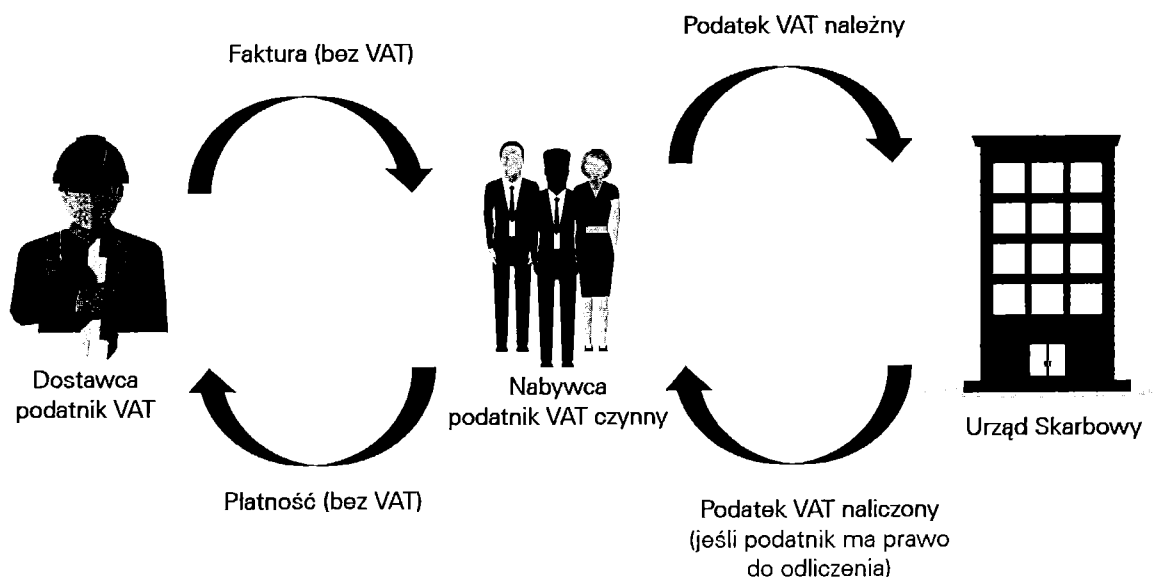 Faktura (bez VAT)
Podatek VAT należny
Dostawca
podatnik VAT
Nabywca
podatnik VAT czynny
Urząd Skarbowy
Płatność (bez VAT)
Podatek VAT naliczony
(jeśli podatnik ma prawo
do odliczenia)